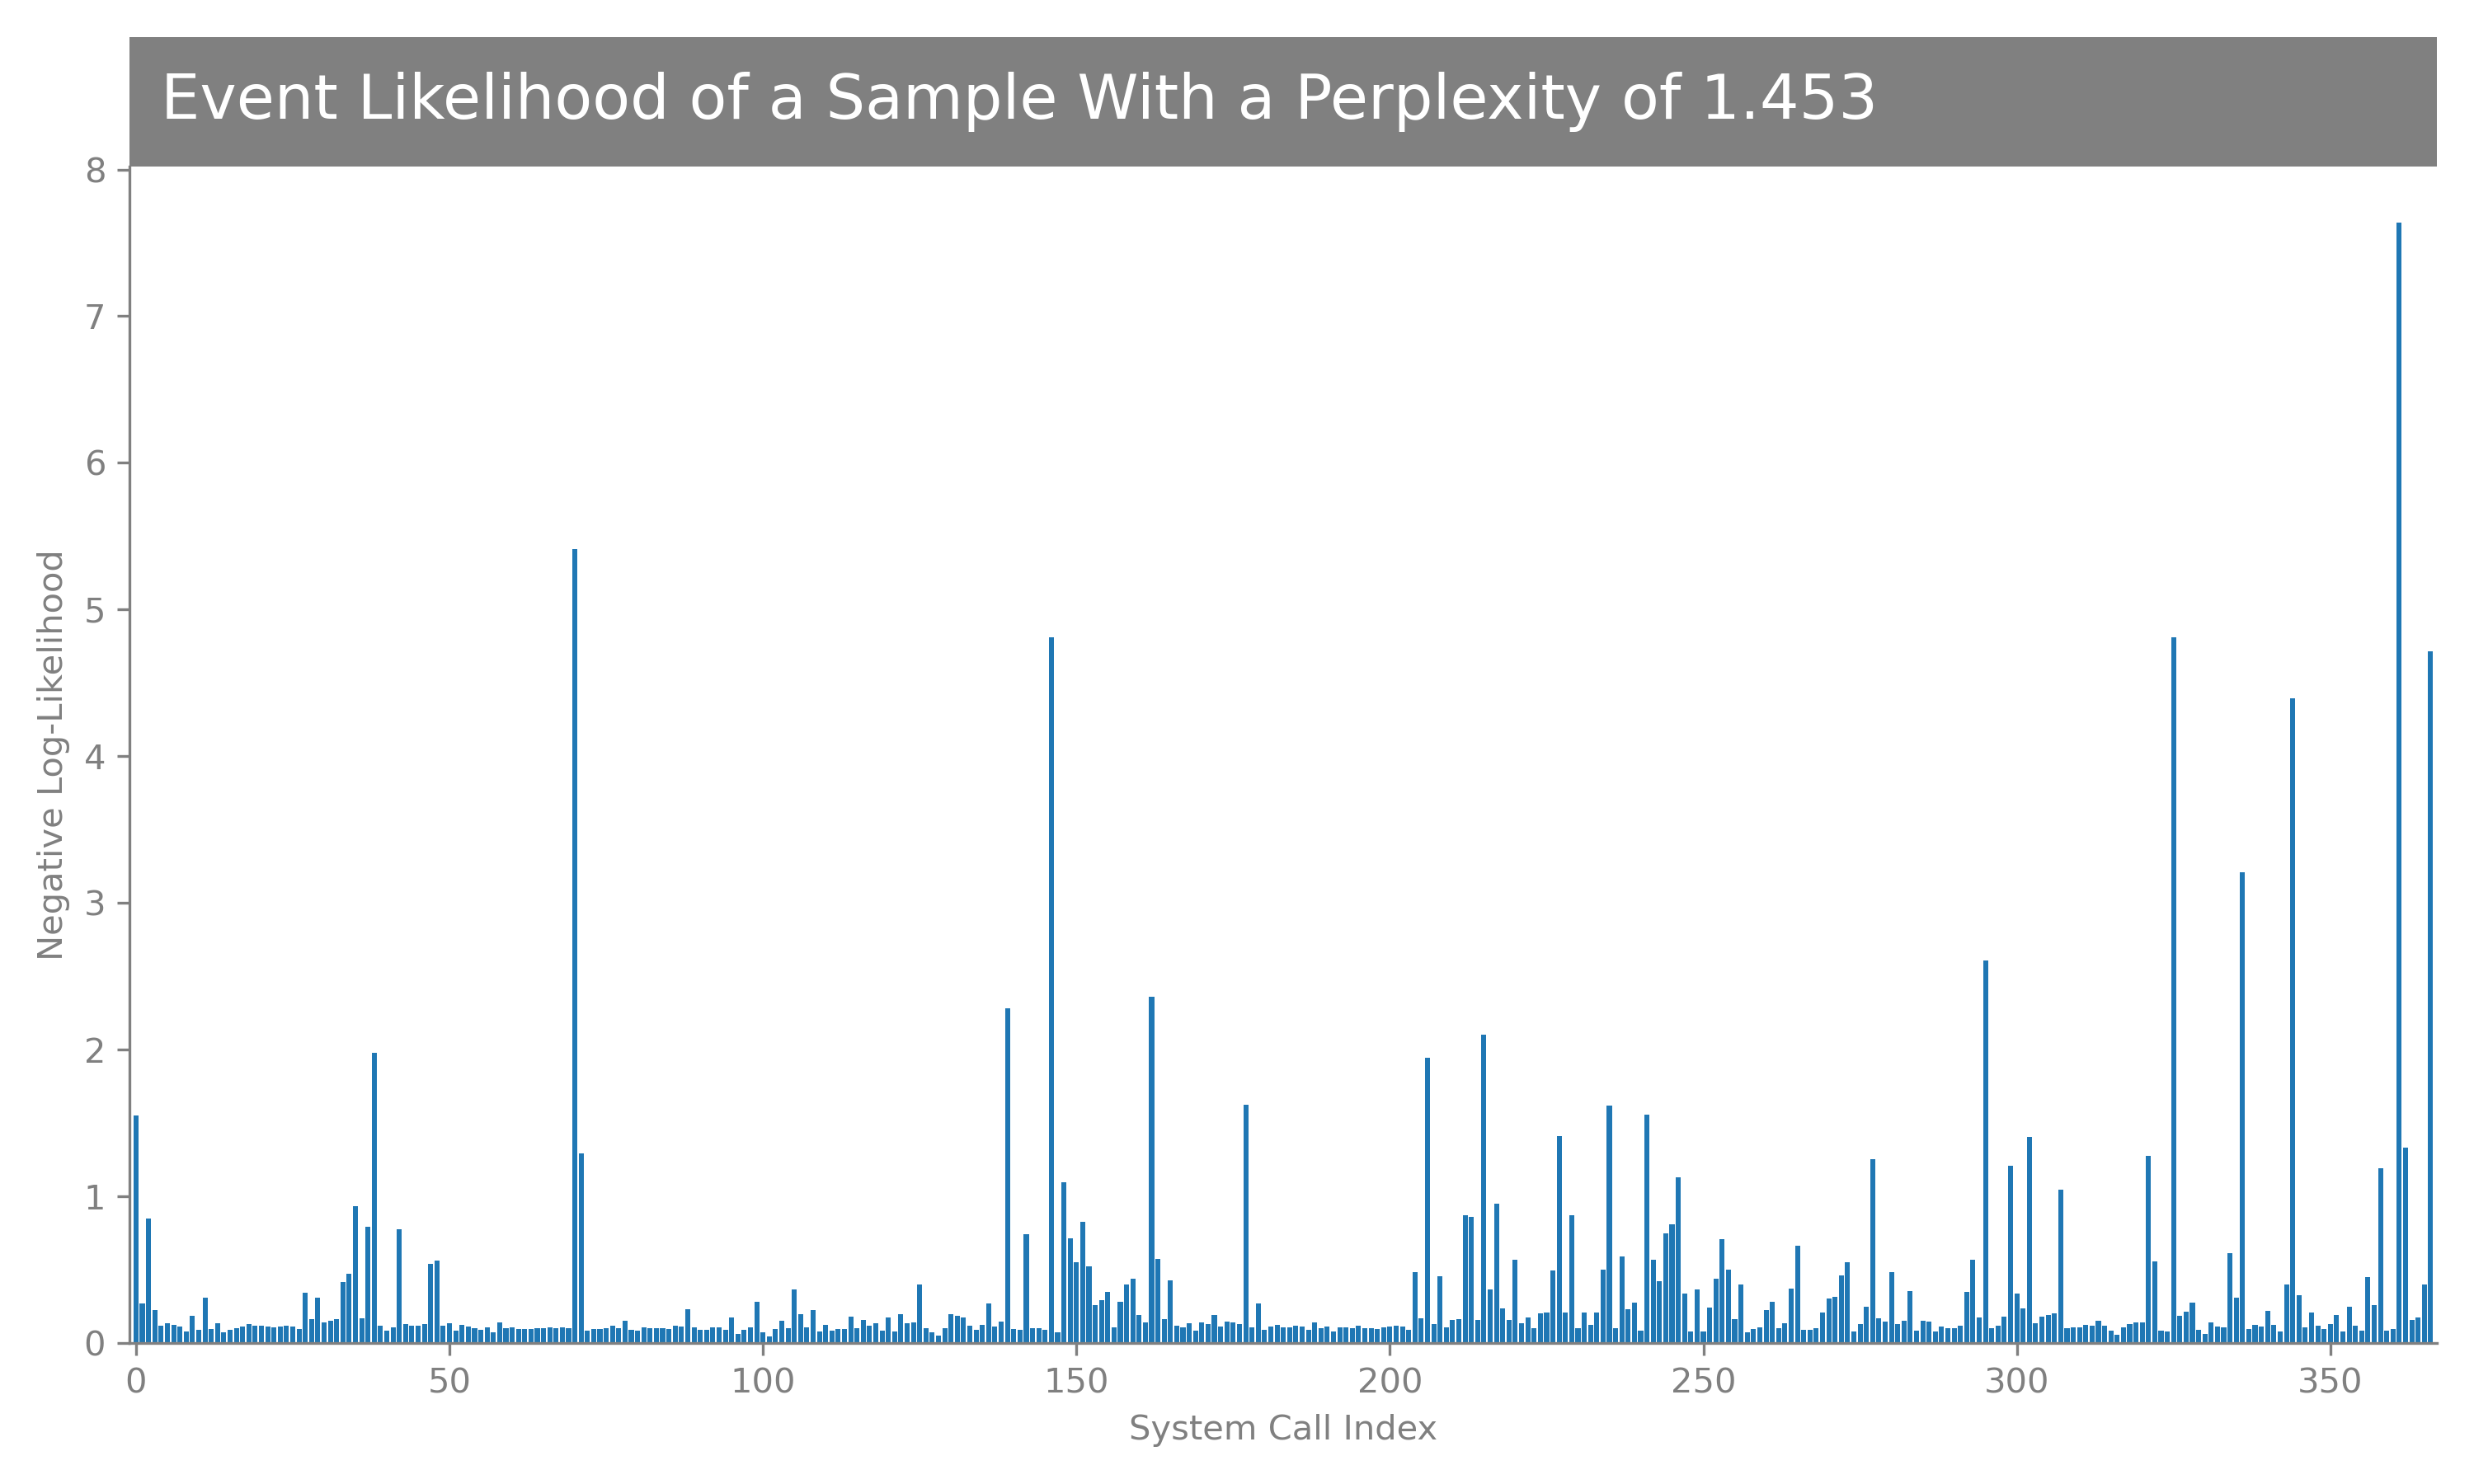 Event Likelihood of a Sample With a Perplexity of 1.453
8
7
6
5
4
3
2
1
0
Negative Log-Likelihood
0 50 100 150 200 250 300 350
System Call Index